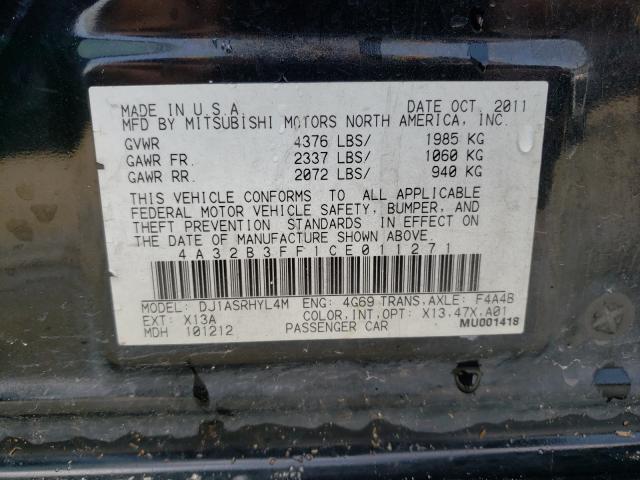 MADE IN U.S.A. DATE OCT. 2011
MFD BY MITSUBISHI MOTORS NORTH AMERICA, INC.
GVWR 4376 LBS/ 1985 KG
GAWR FR. 2337 LBS/ 1060 KG
GAWR RR. 2072 LBS/ 940 KG
THIS VEHICLE CONFORMS TO ALL APPLICABLE
FEDERAL MOTOR VEHICLE SAFETY, BUMPER, AND
THEFT PREVENTION STANDARDS IN EFFECT ON
THE DATE OF MANUFACTURE SHOWN ABOVE.
4A32B3FF1CE011271
MODEL: DJ1ASRHYL4M ENG: 4G69 TRANS,AXLE: F4A4B
EXT: X13A COLOR,INT,OPT: X13,47X,A01
MDH 101212 PASSENGER CAR MU001418